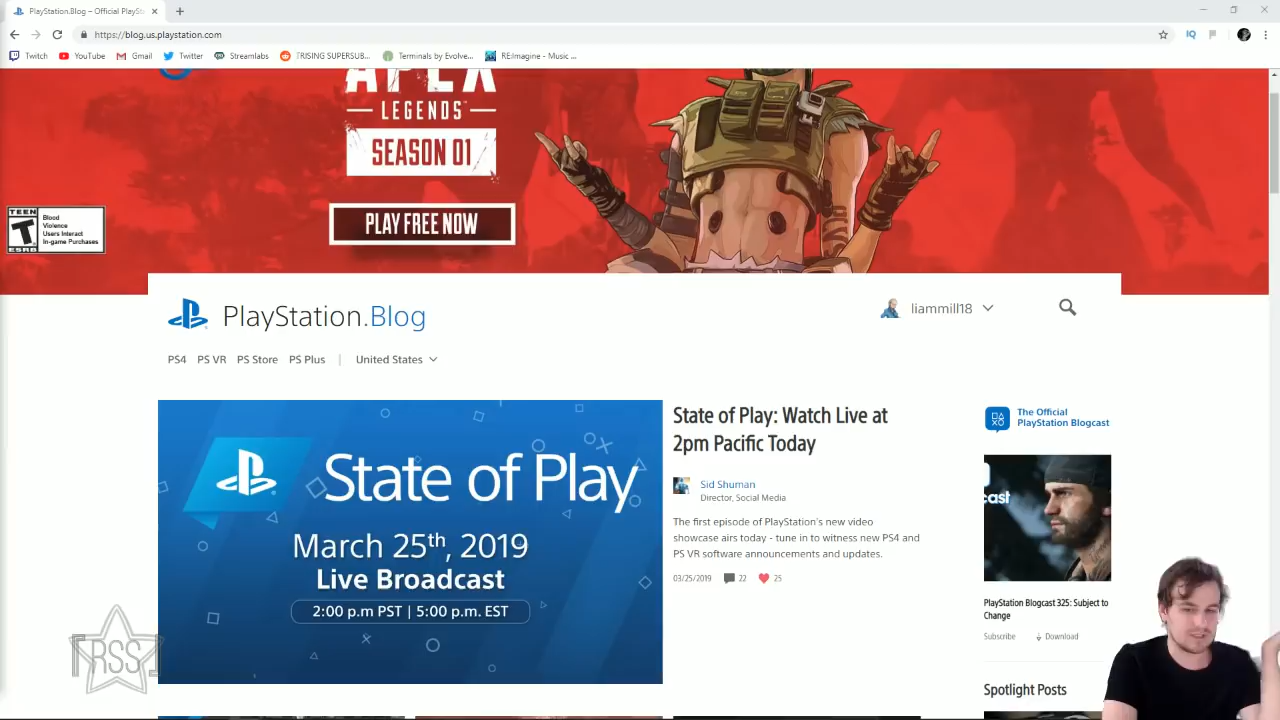 PlayStation.Blog – Official PlaySt
https://blog.us.playstation.com
Twitch
YouTube
Gmail
Twitter
Streamlabs
TRISING SUPERSUB...
Terminals by Evolve...
RE:Imagine - Music ...
APEX
LEGENDS
SEASON 01
PLAY FREE NOW
TEEN
T
ESRB
Blood
Violence
Users Interact
In-game Purchases
PlayStation.Blog
liammill18
PS4 PS VR PS Store PS Plus | United States
State of Play
March 25th, 2019
Live Broadcast
2:00 p.m PST | 5:00 p.m. EST
State of Play: Watch Live at
2pm Pacific Today
Sid Shuman
Director, Social Media
The first episode of PlayStation's new video
showcase airs today - tune in to witness new PS4 and
PS VR software announcements and updates.
03/25/2019 22 25
The Official
PlayStation Blogcast
cast
PlayStation Blogcast 325: Subject to
Change
Subscribe Download
Spotlight Posts
RSS